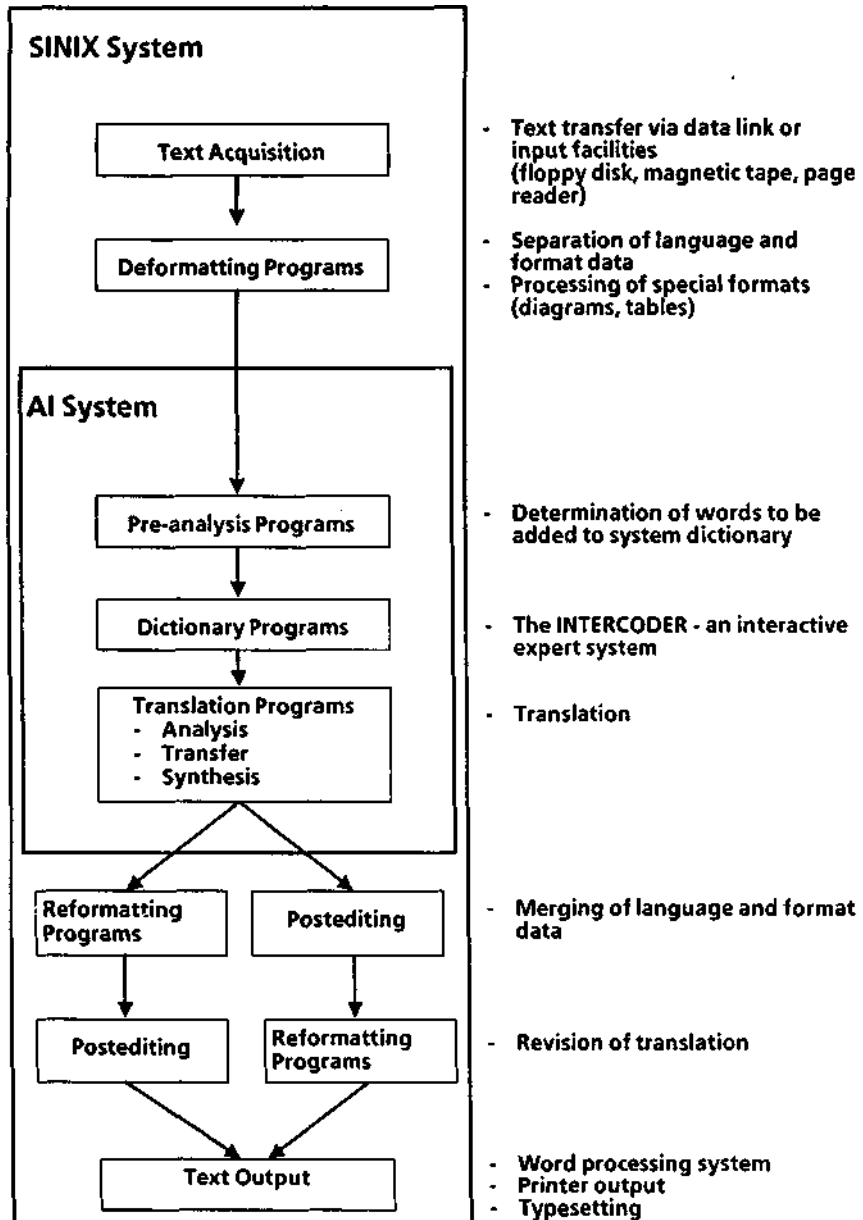 SINIX System
Text Acquisition
- Text transfer via data link or
input facilities
(floppy disk, magnetic tape, page
reader)
Deformatting Programs
- Separation of language and
format data
- Processing of special formats
(diagrams, tables)
AI System
Pre-analysis Programs
- Determination of words to be
added to system dictionary
Dictionary Programs
- The INTERCODER - an interactive
expert system
Translation Programs
- Analysis
- Transfer
- Synthesis
- Translation
Reformatting
Programs
Postediting
- Merging of language and format
data
Postediting
Reformatting
Programs
- Revision of translation
Text Output
- Word processing system
- Printer output
- Typesetting